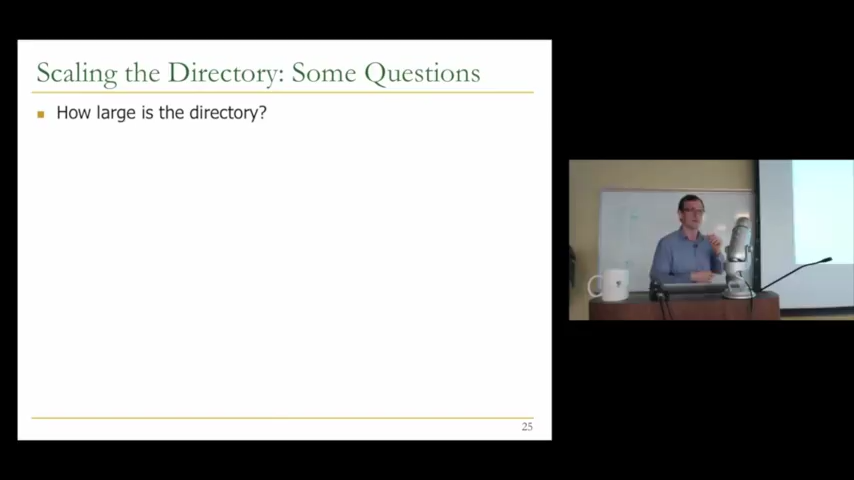 Scaling the Directory: Some Questions
How large is the directory?
25